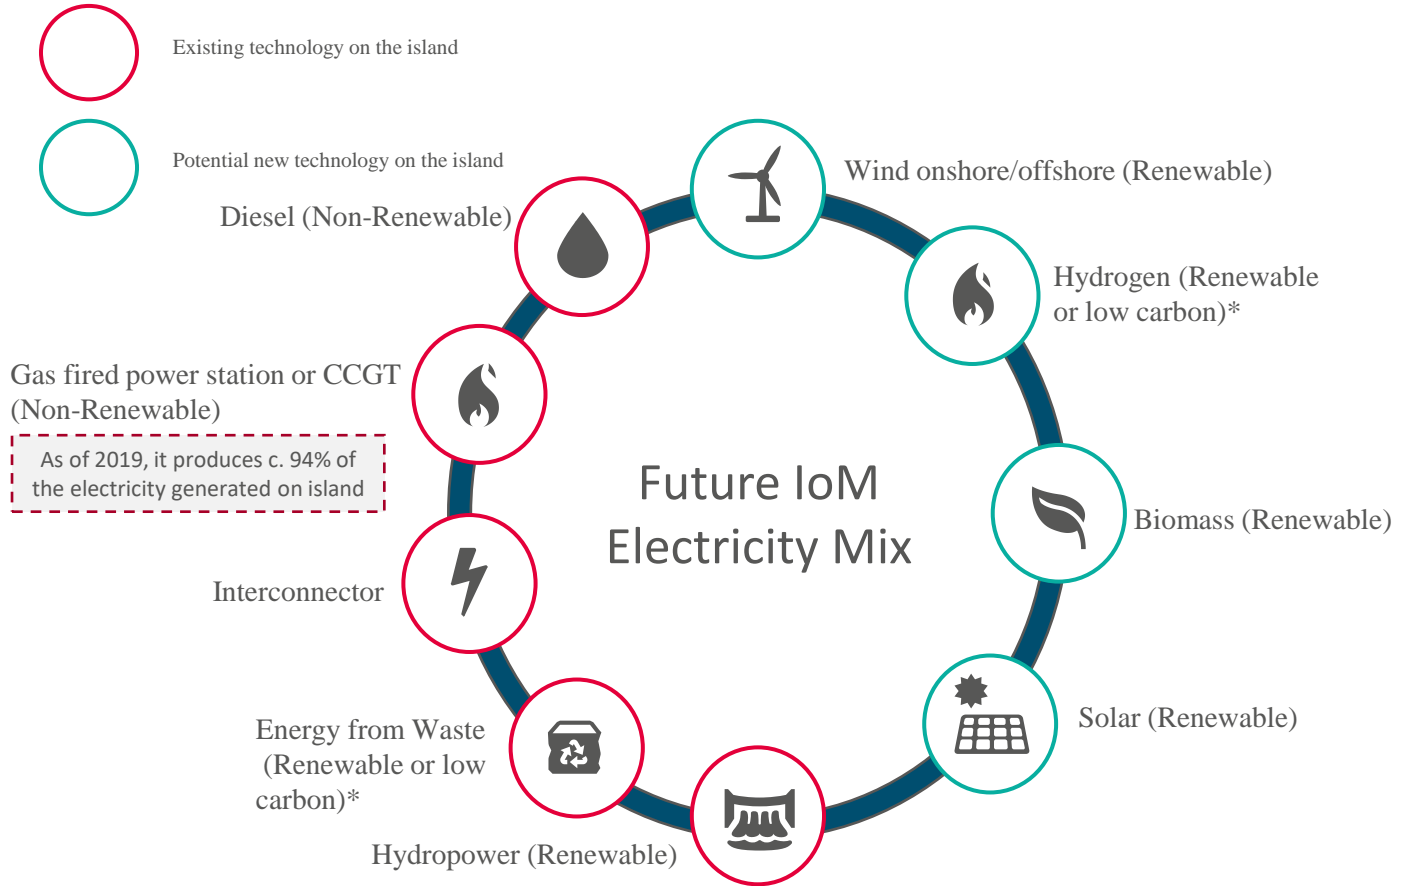 Existing technology on the island
Potential new technology on the island
Wind onshore/offshore (Renewable)
Diesel (Non-Renewable)
Hydrogen (Renewable
or low carbon)*
Gas fired power station or CCGT
(Non-Renewable)
As of 2019, it produces c. 94% of
the electricity generated on island
Future IoM
Electricity Mix
Biomass (Renewable)
Interconnector
Solar (Renewable)
Energy from Waste
(Renewable or low
carbon)*
Hydropower (Renewable)